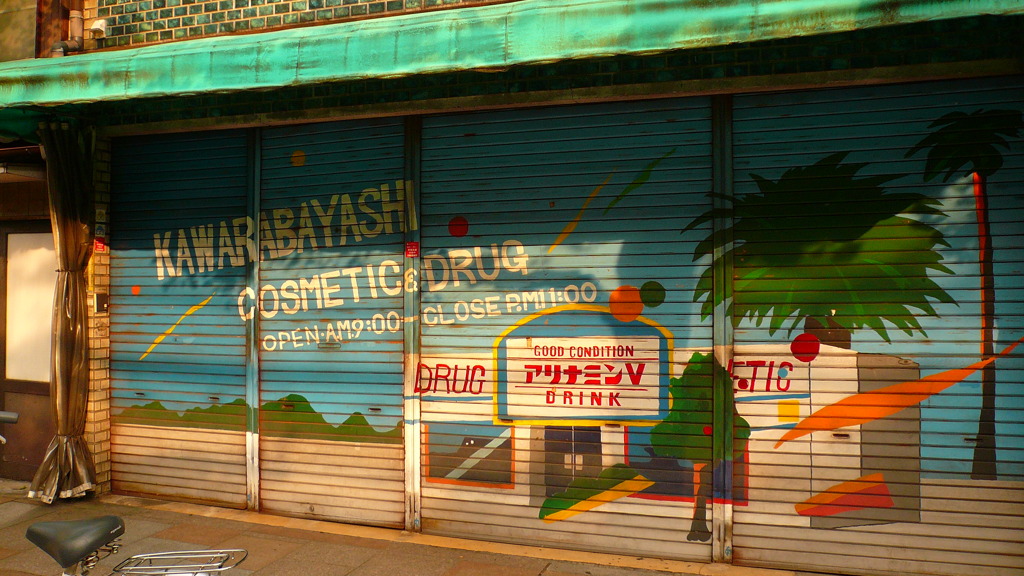 KAWARABAYASHI
COSMETIC&DRUG
OPEN·AM9:00–CLOSE P.M11:00
GOOD CONDITION
アリナミンV
DRINK
DRUG
ETIC